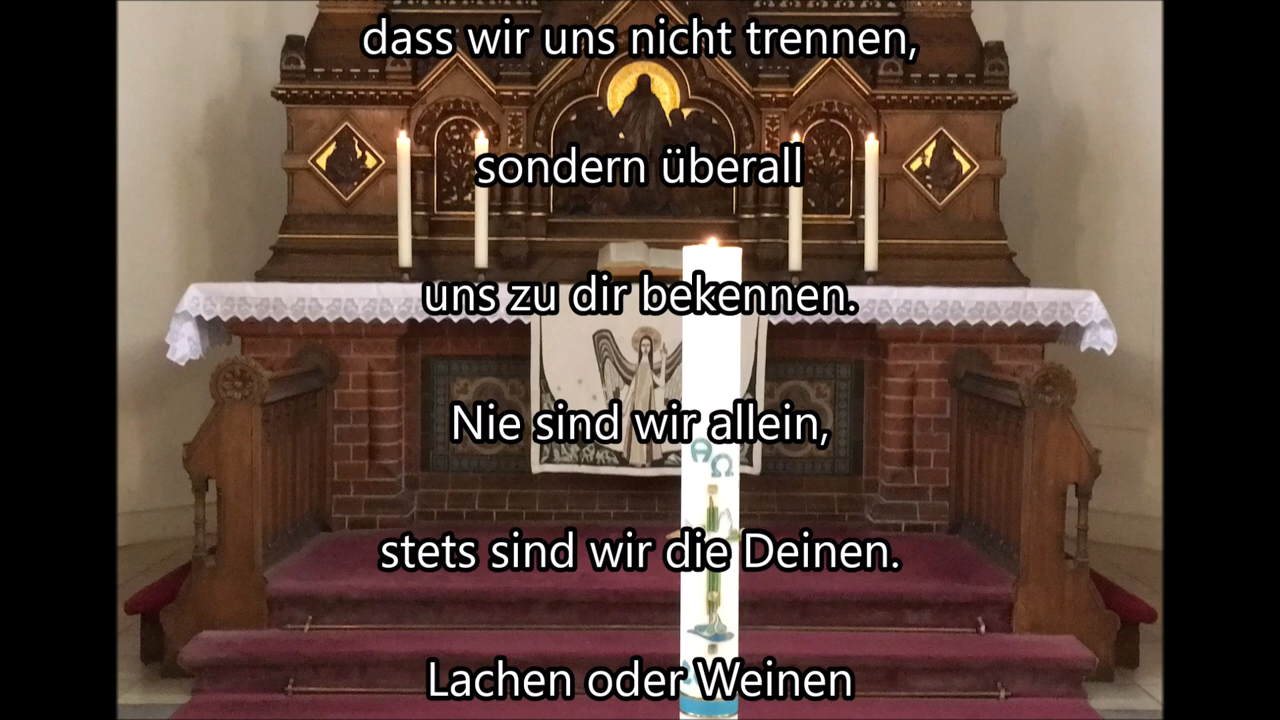 dass wir uns nicht trennen,
sondern überall
uns zu dir bekennen.
Nie sind wir allein,
ΑΩ
stets sind wir die Deinen.
Lachen oder Weinen